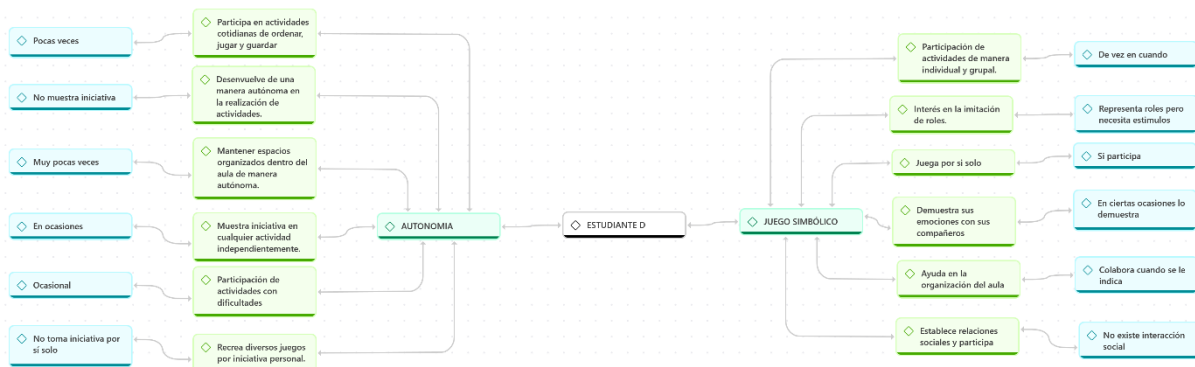 Pocas veces
Participa en actividades
cotidianas de ordenar,
jugar y guardar
No muestra iniciativa
Desenvuelve de una
manera autónoma en
la realización de
actividades.
Muy pocas veces
Mantener espacios
organizados dentro del
aula de manera
autónoma.
En ocasiones
Muestra iniciativa en
cualquier actividad
independientemente.
Ocasional
Participación de
actividades con
dificultades
No toma iniciativa por
sí solo
Recrea diversos juegos
por iniciativa personal.
AUTONOMIA
ESTUDIANTE D
JUEGO SIMBÓLICO
Participación de
actividades de manera
individual y grupal.
De vez en cuando
Interés en la imitación
de roles.
Representa roles pero
necesita estimulos
Juega por si solo
Si participa
Demuestra sus
emociones con sus
compañeros
En ciertas ocasiones lo
demuestra
Ayuda en la
organización del aula
Colabora cuando se le
indica
Establece relaciones
sociales y participa
No existe interacción
social